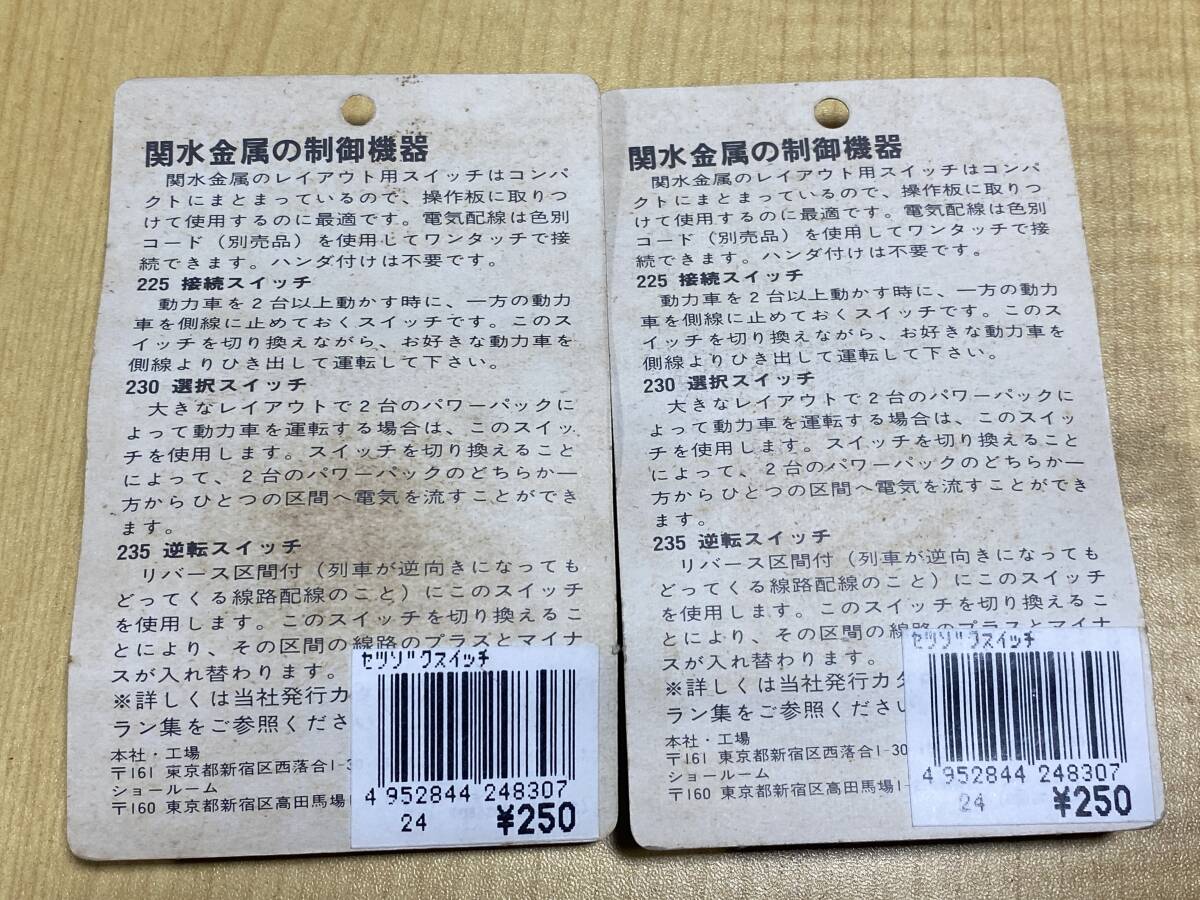 関水金属の制御機器
関水金属のレイアウト用スイッチはコンパ
クトにまとまっているので、操作板に取りつ
けて使用するのに最適です。電気配線は色別
コード（別売品）を使用してワンタッチで接
続できます。ハンダ付けは不要です。
225 接続スイッチ
動力車を2台以上動かす時に、一方の動力
車を側線に止めておくスイッチです。このス
イッチを切り換えながら、お好きな動力車を
側線よりひき出して運転して下さい。
230 選択スイッチ
大きなレイアウトで2台のパワーパックに
よって動力車を運転する場合は、このスイッ
チを使用します。スイッチを切り換えること
によって、2台のパワーパックのどちらか一
方からひとつの区間へ電気を流すことができ
ます。
235 逆転スイッチ
リバース区間付（列車が逆向きになっても
どってくる線路配線のこと）にこのスイッチ
を使用します。このスイッチを切り換えるこ
とにより、その区間の線路のプラスとマイナ
スが入れ替わります。
※詳しくは当社発行カ
ラン集をご参照くださ
本社・工場
〒161 東京都新宿区西落合1-3
ショールーム
〒160 東京都新宿区高田馬場
セツゾクスイッチ
4 952844 248307
24 ¥250
関水金属の制御機器
関水金属のレイアウト用スイッチはコンパ
クトにまとまっているので、操作板に取りつ
けて使用するのに最適です。電気配線は色別
コード（別売品）を使用してワンタッチで接
続できます。ハンダ付けは不要です。
225 接続スイッチ
動力車を2台以上動かす時に、一方の動力
車を側線に止めておくスイッチです。このス
イッチを切り換えながら、お好きな動力車を
側線よりひき出して運転して下さい。
230 選択スイッチ
大きなレイアウトで2台のパワーパックに
よって動力車を運転する場合は、このスイッ
チを使用します。スイッチを切り換えること
によって、2台のパワーパックのどちらか一
方からひとつの区間へ電気を流すことができ
ます。
235 逆転スイッチ
リバース区間付（列車が逆向きになっても
どってくる線路配線のこと）にこのスイッチ
を使用します。このスイッチを切り換えるこ
とにより、その区間の線路のプラスとマイナ
スが入れ替わります。
※詳しくは当社発行カタ
ラン集をご参照くださ
本社・工場
〒161 東京都新宿区西落合1-30
ショールーム
〒160 東京都新宿区高田馬場1-
セツゾクスイッチ
4 952844 248307
24 ¥250